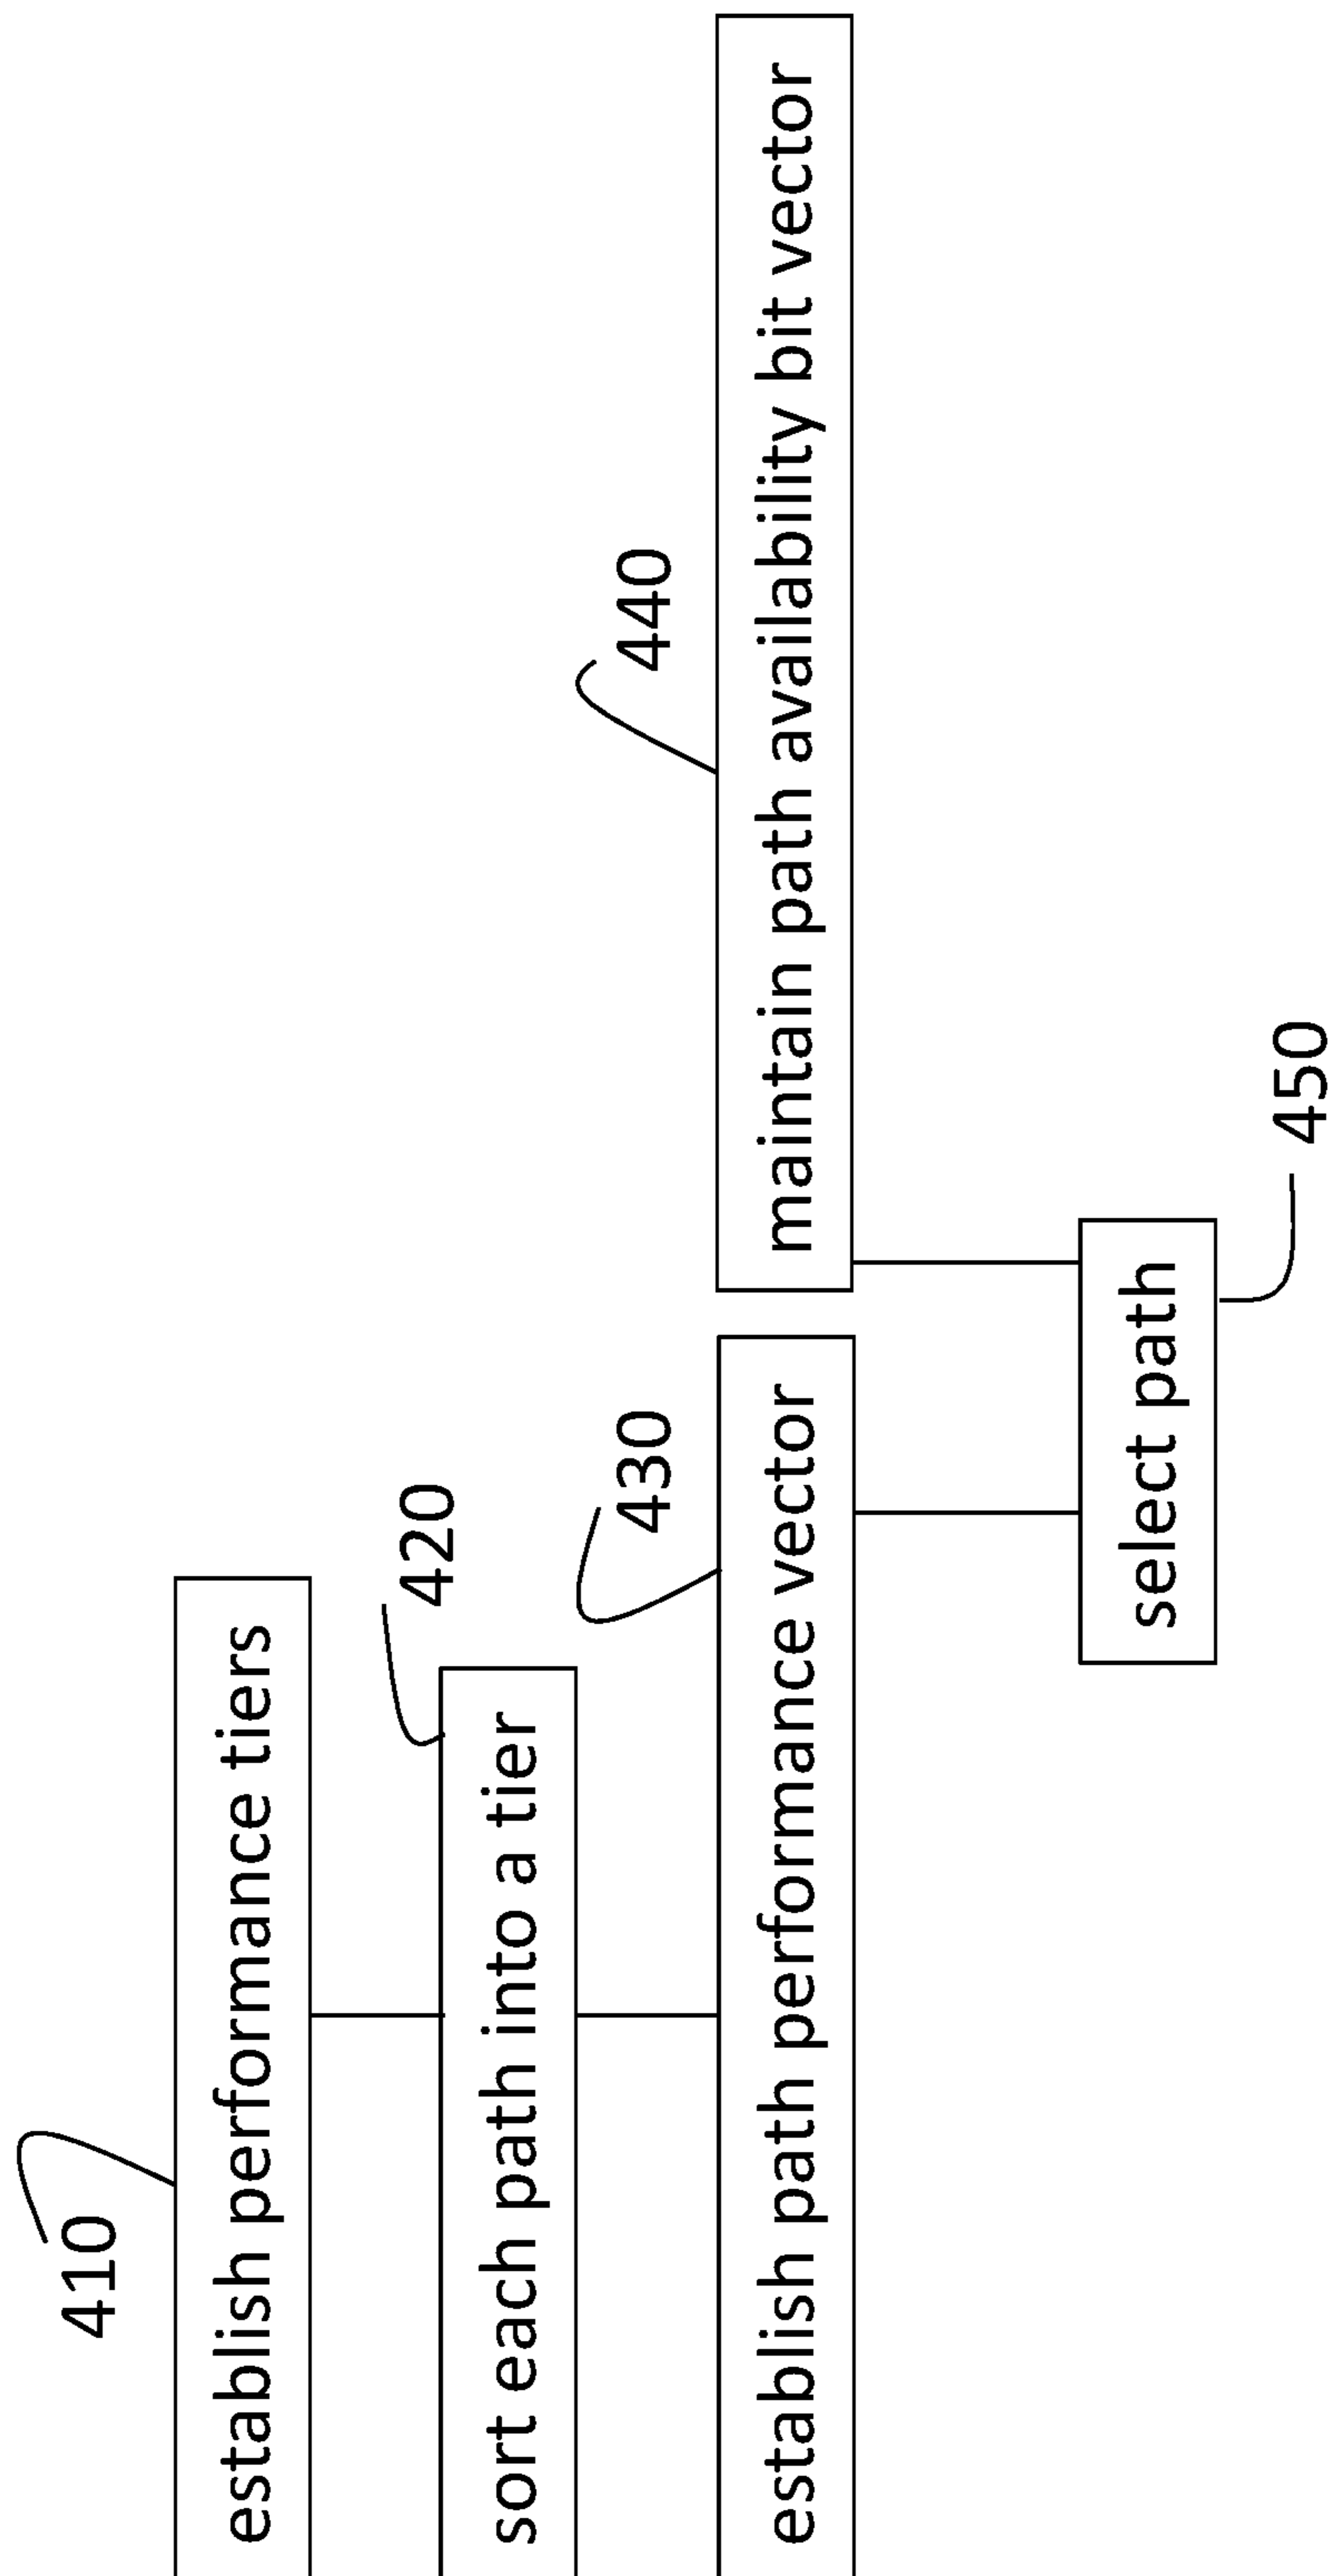 410
establish performance tiers
420
sort each path into a tier
430
establish path performance vector
440
maintain path availability bit vector
select path
450